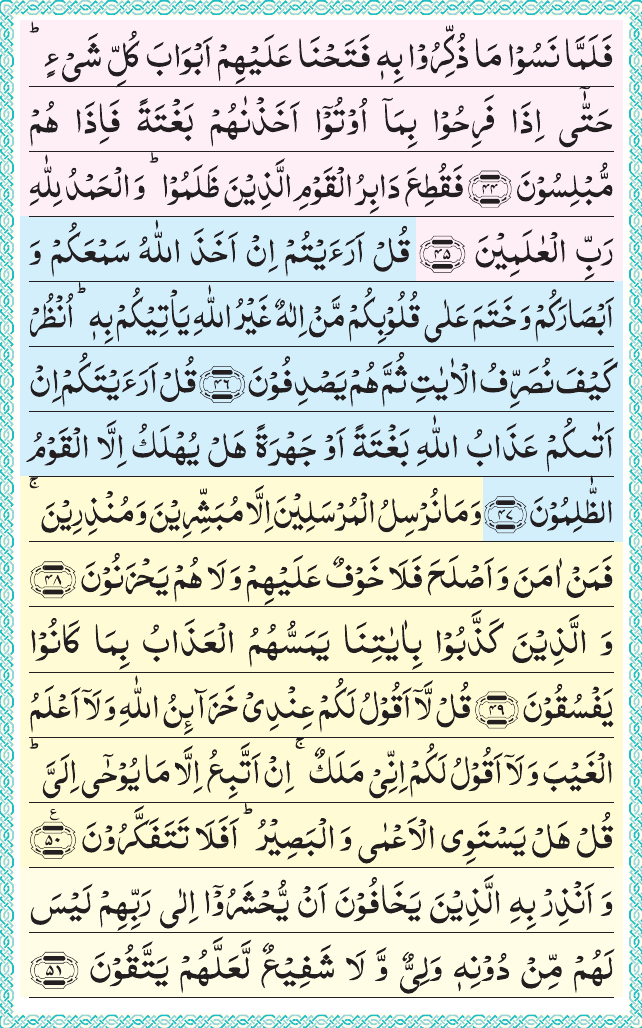 فَلَمَّا نَسُوۡا مَا ذُكِّرُوۡا بِهٖ فَتَحۡنَا عَلَيۡهِمۡ اَبۡوَابَ كُلِّ شَىۡءٍ ؕ
حَتّٰٓى اِذَا فَرِحُوۡا بِمَاۤ اُوۡتُوۡۤا اَخَذۡنٰهُمۡ بَغۡتَةً فَاِذَا هُمۡ
مُّبۡلِسُوۡنَ ﴿۴۴﴾ فَقُطِعَ دَابِرُ الۡقَوۡمِ الَّذِيۡنَ ظَلَمُوۡا ؕ وَالۡحَمۡدُ لِلّٰهِ
رَبِّ الۡعٰلَمِيۡنَ ﴿۴۵﴾ قُلۡ اَرَءَيۡتُمۡ اِنۡ اَخَذَ اللّٰهُ سَمۡعَكُمۡ وَ
اَبۡصَارَكُمۡ وَخَتَمَ عَلٰى قُلُوۡبِكُمۡ مَّنۡ اِلٰهٌ غَيۡرُ اللّٰهِ يَاۡتِيۡكُمۡ بِهٖ ؕ اُنْظُرۡ
كَيۡفَ نُصَرِّفُ الۡاٰيٰتِ ثُمَّ هُمۡ يَصۡدِفُوۡنَ ﴿۴۶﴾ قُلۡ اَرَءَيۡتَكُمۡ اِنۡ
اَتٰٮكُمۡ عَذَابُ اللّٰهِ بَغۡتَةً اَوۡ جَهۡرَةً هَلۡ يُهۡلَكُ اِلَّا الۡقَوۡمُ
الظّٰلِمُوۡنَ ﴿۴۷﴾ وَمَا نُرۡسِلُ الۡمُرۡسَلِيۡنَ اِلَّا مُبَشِّرِيۡنَ وَمُنۡذِرِيۡنَ ۚ
فَمَنۡ اٰمَنَ وَاَصۡلَحَ فَلَا خَوۡفٌ عَلَيۡهِمۡ وَلَا هُمۡ يَحۡزَنُوۡنَ ﴿۴۸﴾
وَ الَّذِيۡنَ كَذَّبُوۡا بِاٰيٰتِنَا يَمَسُّهُمُ الۡعَذَابُ بِمَا كَانُوۡا
يَفۡسُقُوۡنَ ﴿۴۹﴾ قُلْ لَّاۤ اَقُوۡلُ لَكُمۡ عِنۡدِىۡ خَزَآئِنُ اللّٰهِ وَلَاۤ اَعۡلَمُ
الۡغَيۡبَ وَلَاۤ اَقُوۡلُ لَكُمۡ اِنِّىۡ مَلَكٌ ۚ اِنۡ اَتَّبِعُ اِلَّا مَا يُوۡحٰٓى اِلَىَّ ؕ
قُلۡ هَلۡ يَسۡتَوِى الۡاَعۡمٰى وَالۡبَصِيۡرُ ؕ اَفَلَا تَتَفَكَّرُوۡنَ ﴿۵۰﴾ ع
وَاَنۡذِرۡ بِهِ الَّذِيۡنَ يَخَافُوۡنَ اَنۡ يُّحۡشَرُوۡۤا اِلٰى رَبِّهِمۡ لَيۡسَ
لَهُمۡ مِّنۡ دُوۡنِهٖ وَلِىٌّ وَّلَا شَفِيۡعٌ لَّعَلَّهُمۡ يَتَّقُوۡنَ ﴿۵۱﴾